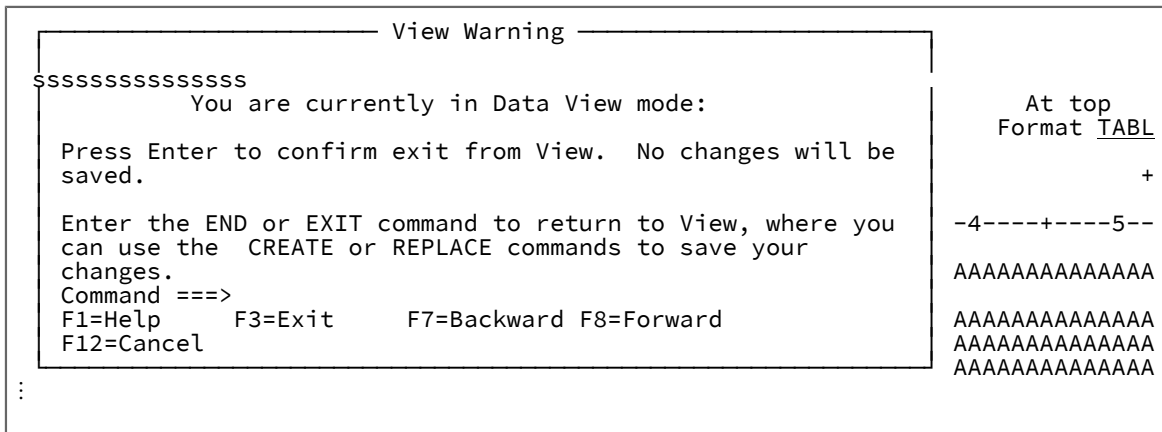 View Warning
sssssssssssssss
You are currently in Data View mode: At top
Format TABL
Press Enter to confirm exit from View.  No changes will be
saved. +
Enter the END or EXIT command to return to View, where you -4----+----5--
can use the  CREATE or REPLACE commands to save your
changes. AAAAAAAAAAAAAA
Command ===>
F1=Help     F3=Exit     F7=Backward F8=Forward AAAAAAAAAAAAAA
F12=Cancel AAAAAAAAAAAAAA
AAAAAAAAAAAAAA
⋮